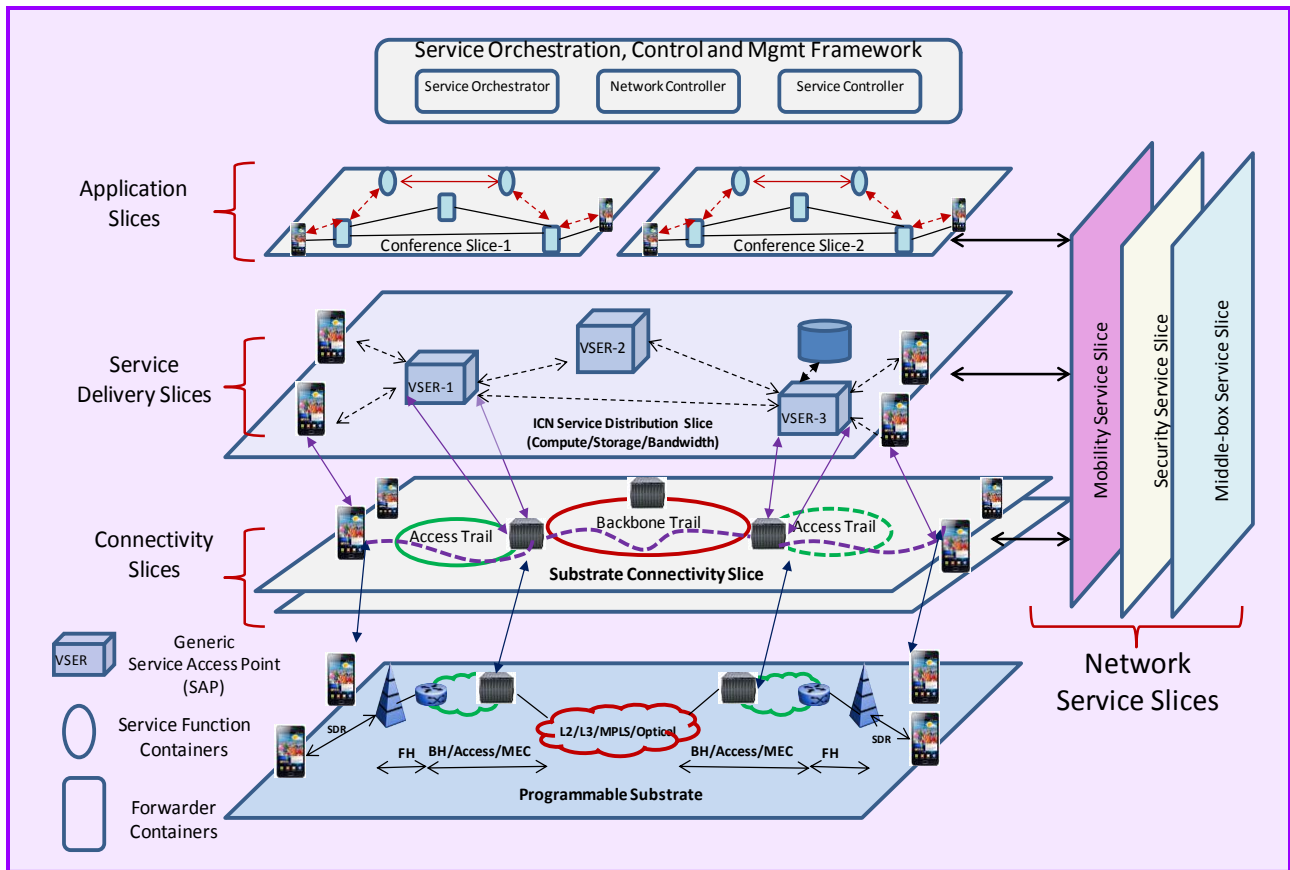 Service Orchestration, Control and Mgmt Framework
Service Orchestrator
Network Controller
Service Controller
Application
Slices
Conference Slice-1
Conference Slice-2
Service
Delivery Slices
VSER-1
VSER-2
VSER-3
ICN Service Distribution Slice
(Compute/Storage/Bandwidth)
Connectivity
Slices
Access Trail
Backbone Trail
Access Trail
Substrate Connectivity Slice
Mobility Service Slice
Security Service Slice
Middle-box Service Slice
Network
Service Slices
VSER
Generic
Service Access Point
(SAP)
Service Function
Containers
Forwarder
Containers
SDR
L2/L3/MPLS/Optical
SDR
FH
BH/Access/MEC
BH/Access/MEC
FH
Programmable Substrate